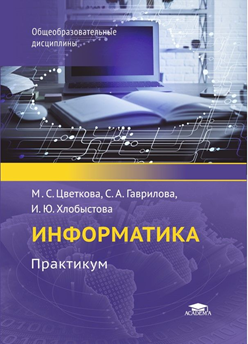 Общеобразовательные
дисциплины
М. С. Цветкова, С. А. Гаврилова,
И. Ю. Хлобыстова
ИНФОРМАТИКА
Практикум
ACADEMA